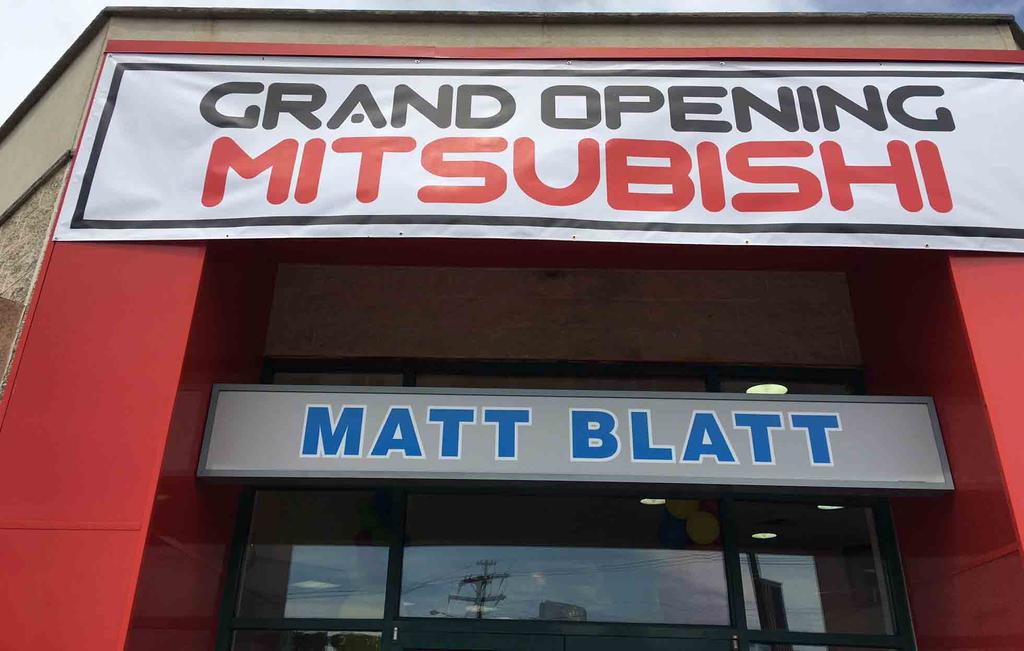 GRAND OPENING
MITSUBISHI
MATT BLATT